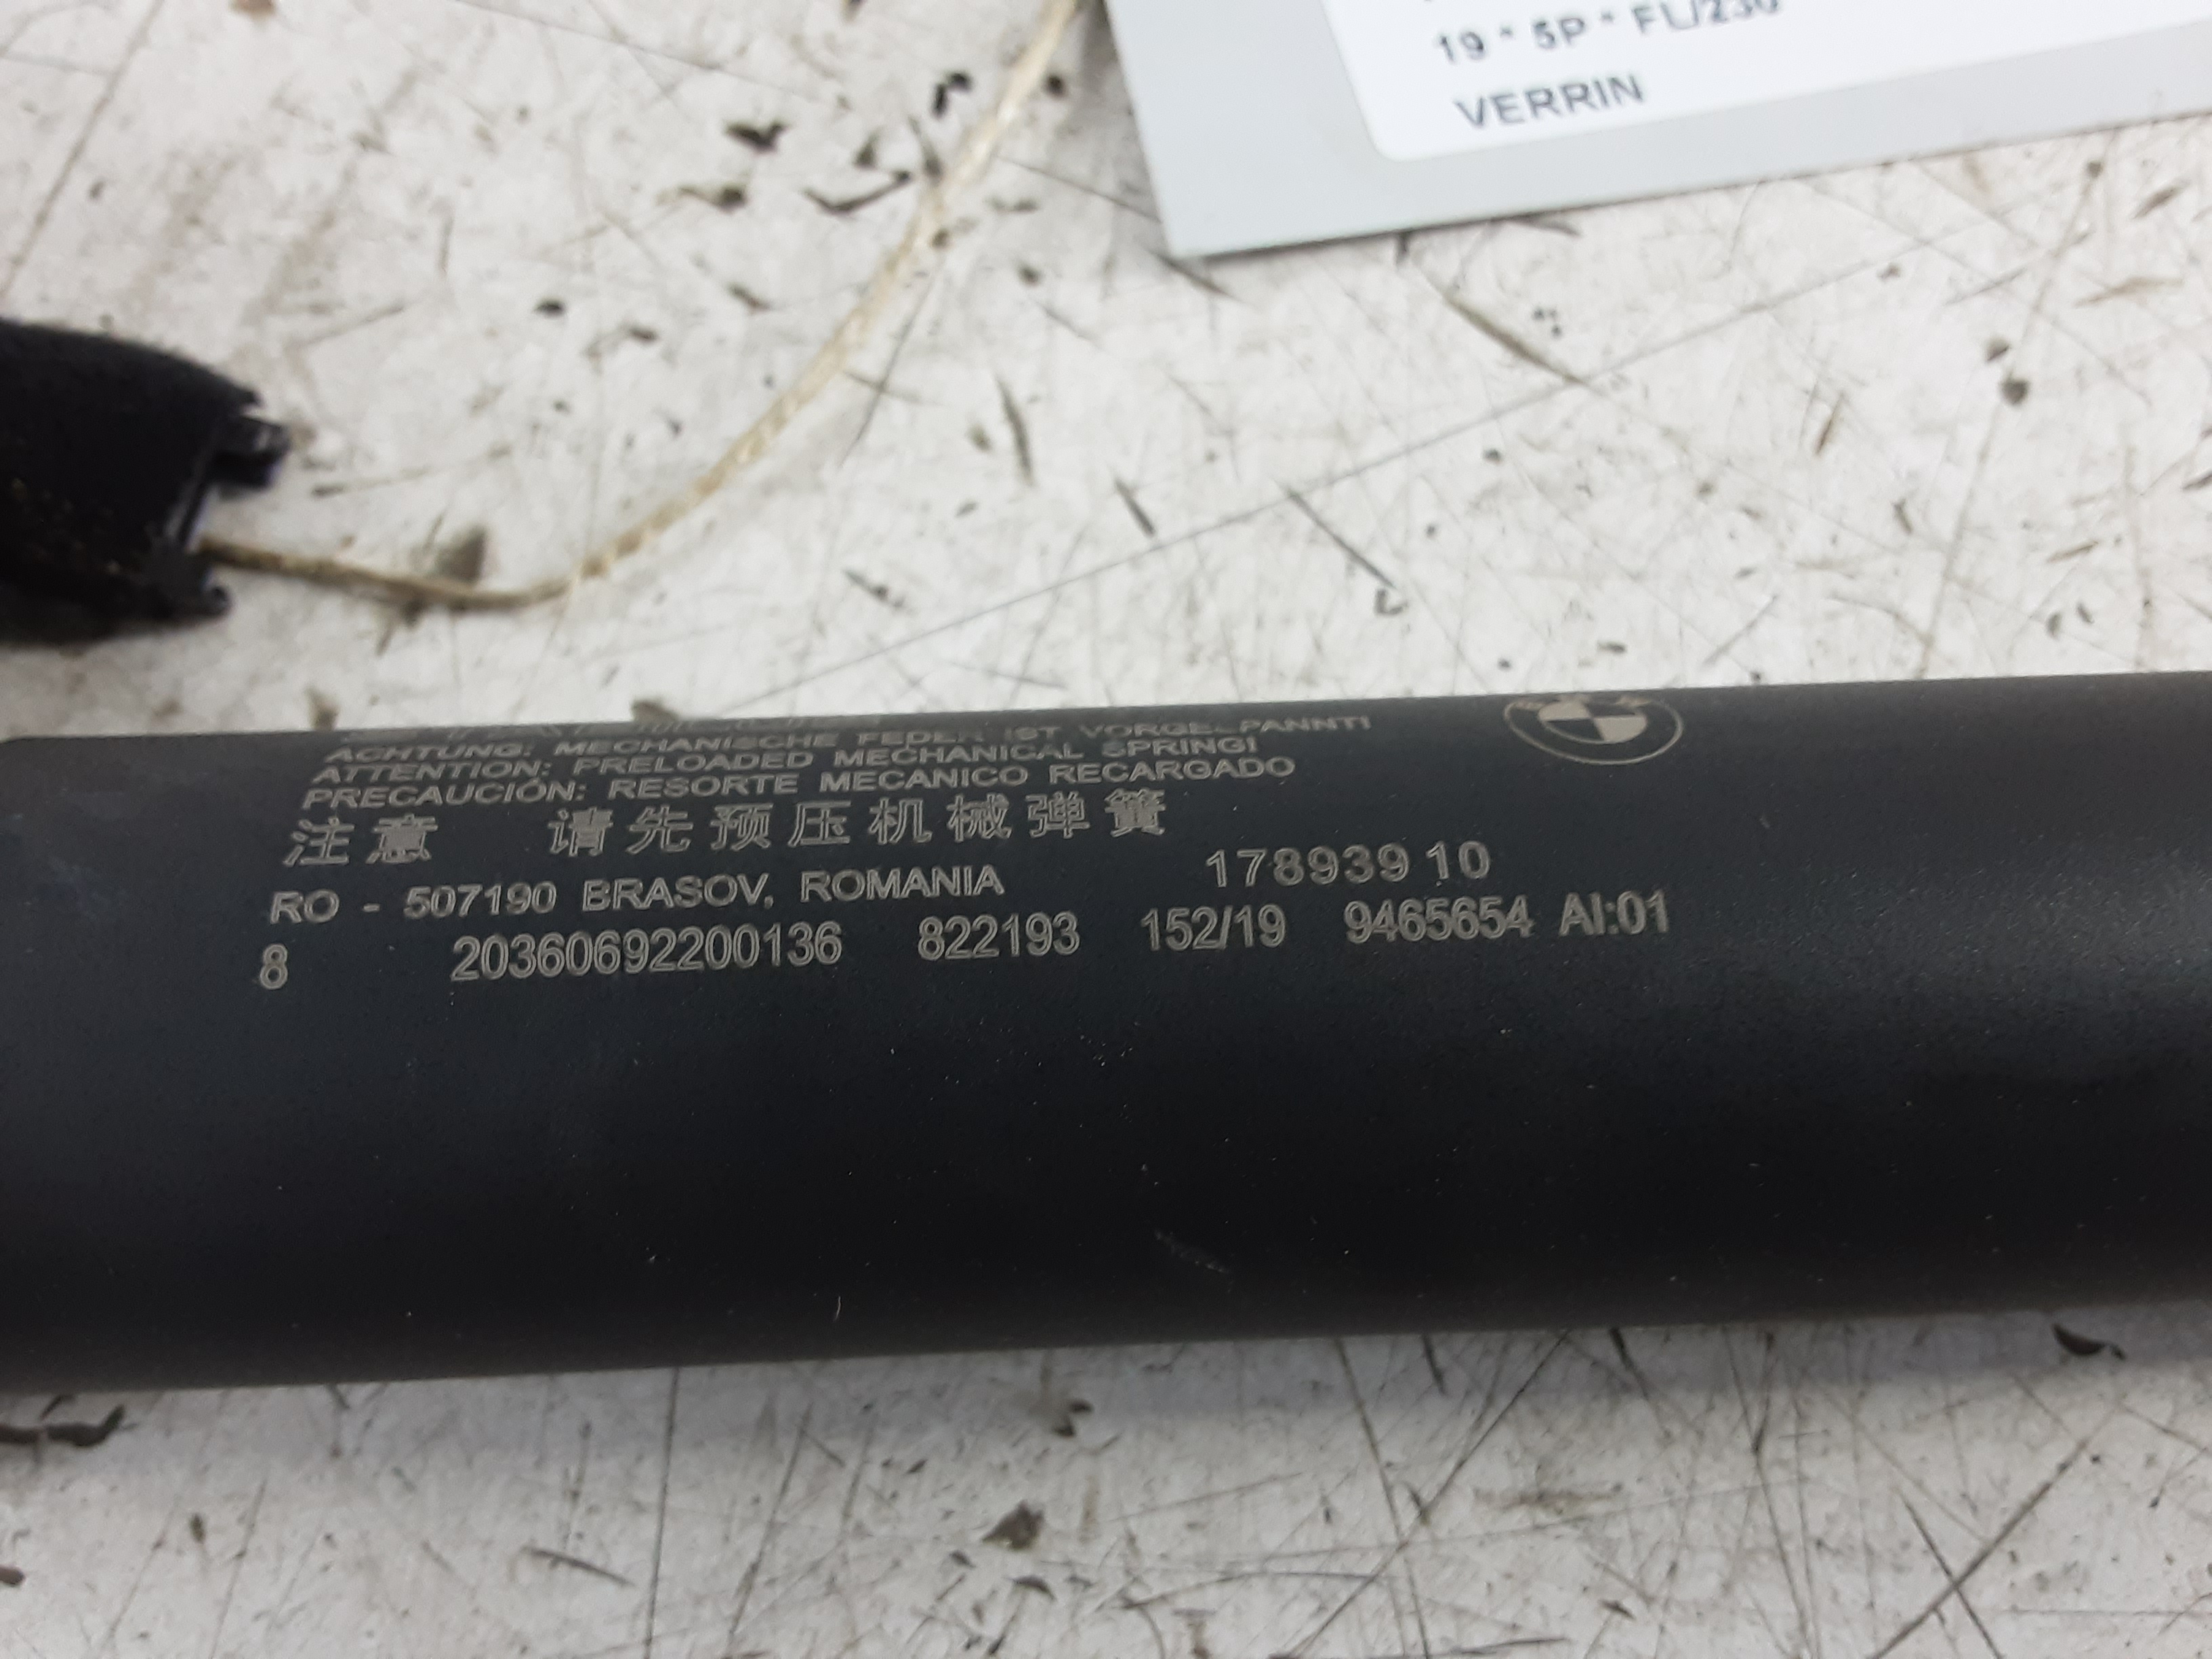 19 * 5P * FL/230
VERRIN
ACHTUNG: MECHANISCHE FEDER IST VORGESPANNT!
ATTENTION: PRELOADED MECHANICAL SPRING!
PRECAUCIÓN: RESORTE MECANICO RECARGADO
注意 请先预压机械弹簧
RO - 507190 BRASOV, ROMANIA 178939 10
8 20360692200136 822193 152/19 9465654 AI:01